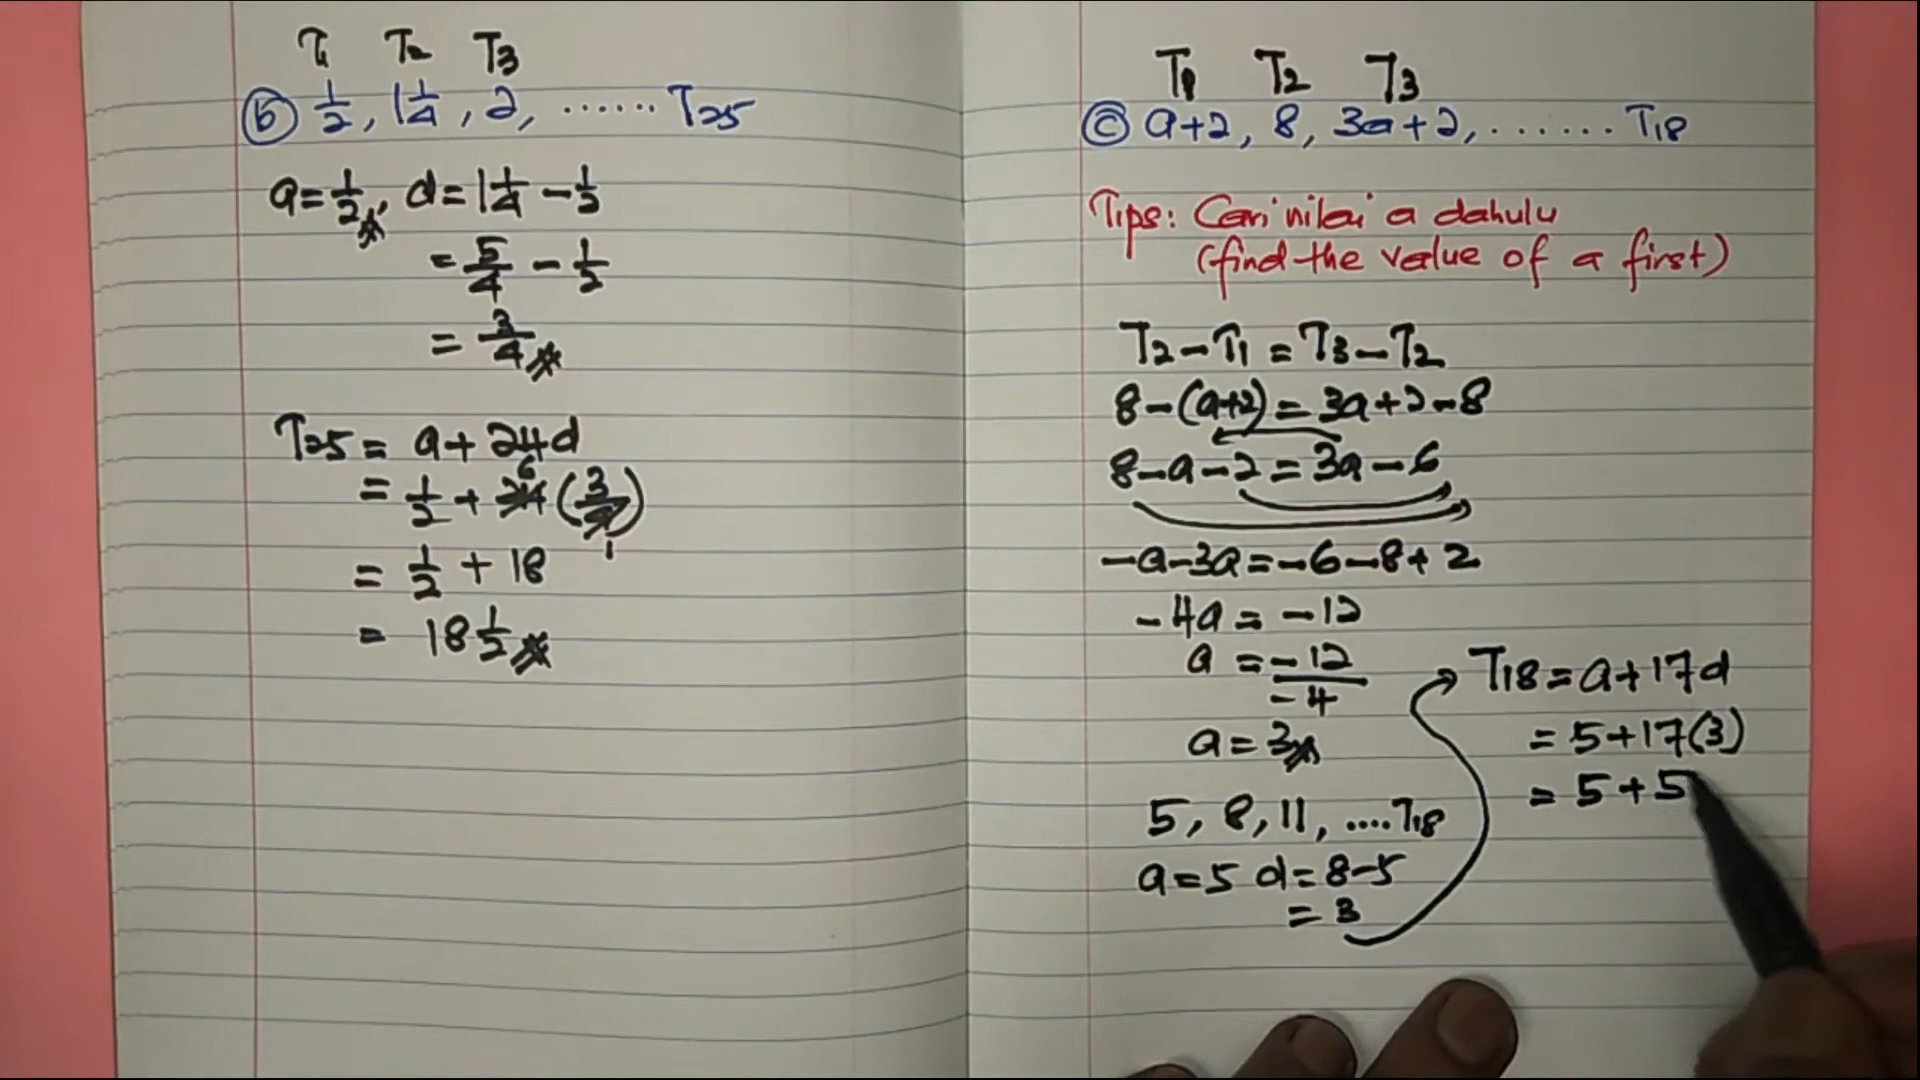 T1 T2 T3
ⓑ 1/2, 1 1/4, 2, ...... T25
a = 1/2, d = 1 1/4 - 1/2
= 5/4 - 1/2
= 3/4
T25 = a + 24d
= 1/2 + 24 6 (3/4) 1
= 1/2 + 18
= 18 1/2
T1 T2 T3
ⓒ a+2, 8, 3a+2, ....... T18
Tips: Cari nilai a dahulu
(find the value of a first)
T2 - T1 = T3 - T2
8-(a+2) = 3a+2-8
8-a-2 = 3a-6
-a-3a = -6-8+2
-4a = -12
a = -12/-4
a = 3
5, 8, 11, ....T18
a = 5 d = 8-5
= 3
T18 = a+17d
= 5+17(3)
= 5+5